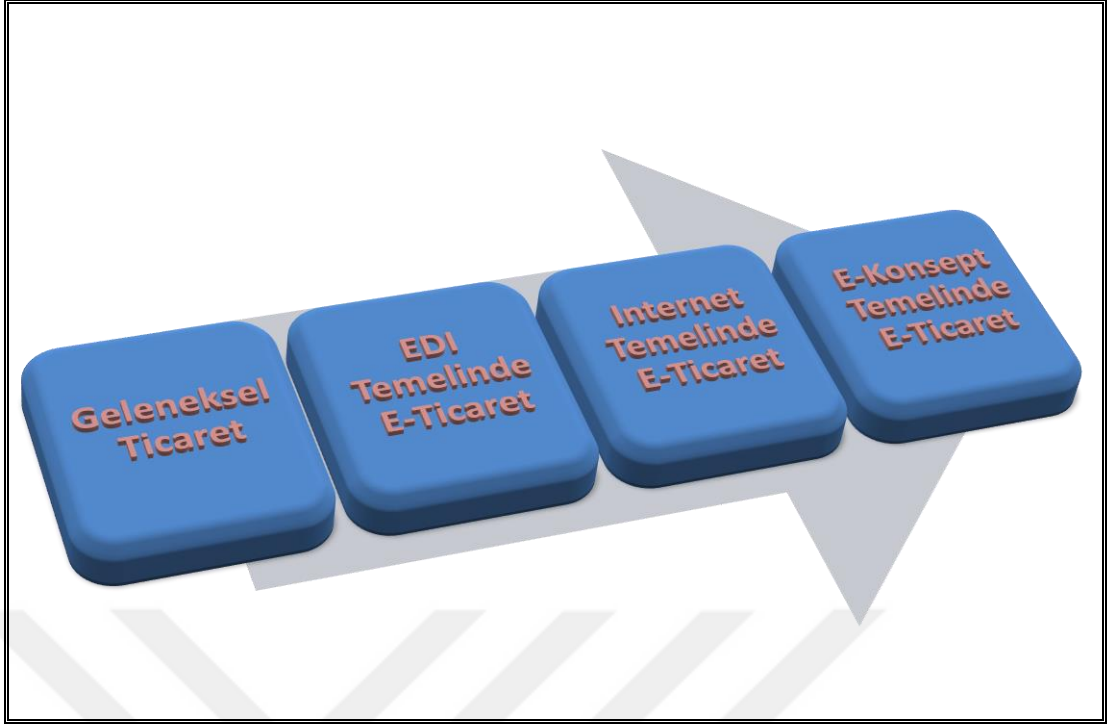 Geleneksel
Ticaret
EDI
Temelinde
E-Ticaret
Internet
Temelinde
E-Ticaret
E-Konsept
Temelinde
E-Ticaret